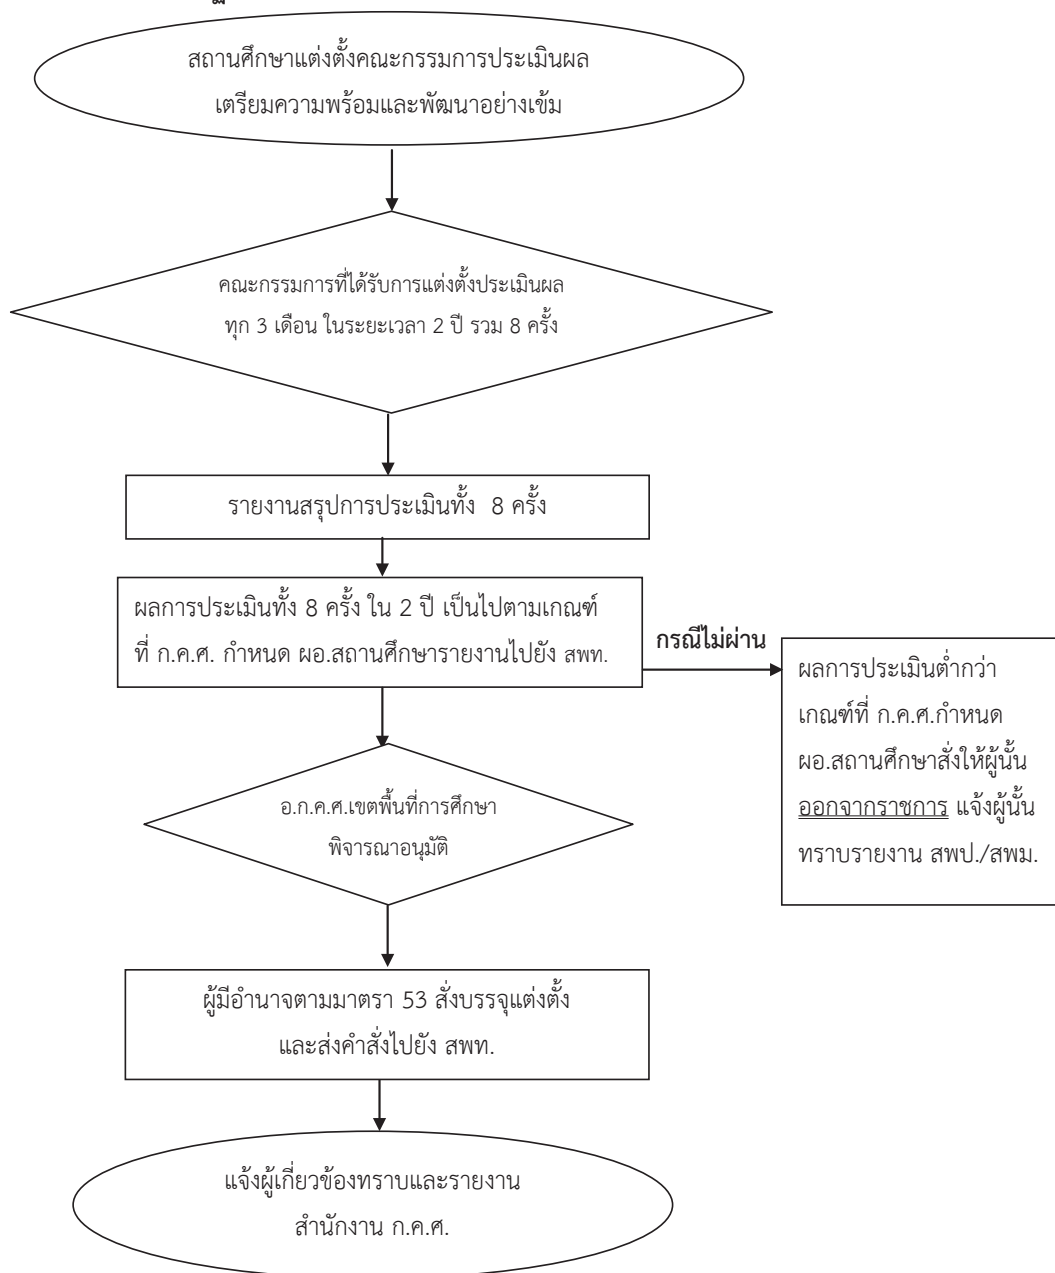 สถานศึกษาแต่งตั้งคณะกรรมการประเมินผล
เตรียมความพร้อมและพัฒนาอย่างเข้ม
คณะกรรมการที่ได้รับการแต่งตั้งประเมินผล
ทุก 3 เดือน ในระยะเวลา 2 ปี รวม 8 ครั้ง
รายงานสรุปการประเมินทั้ง 8 ครั้ง
ผลการประเมินทั้ง 8 ครั้ง ใน 2 ปี เป็นไปตามเกณฑ์
ที่ ก.ค.ศ. กำหนด ผอ.สถานศึกษารายงานไปยัง สพท.
กรณีไม่ผ่าน
ผลการประเมินต่ำกว่า
เกณฑ์ที่ ก.ค.ศ.กำหนด
ผอ.สถานศึกษาสั่งให้ผู้นั้น
ออกจากราชการ แจ้งผู้นั้น
ทราบรายงาน สพป./สพม.
อ.ก.ค.ศ.เขตพื้นที่การศึกษา
พิจารณาอนุมัติ
ผู้มีอำนาจตามมาตรา 53 สั่งบรรจุแต่งตั้ง
และส่งคำสั่งไปยัง สพท.
แจ้งผู้เกี่ยวข้องทราบและรายงาน
สำนักงาน ก.ค.ศ.